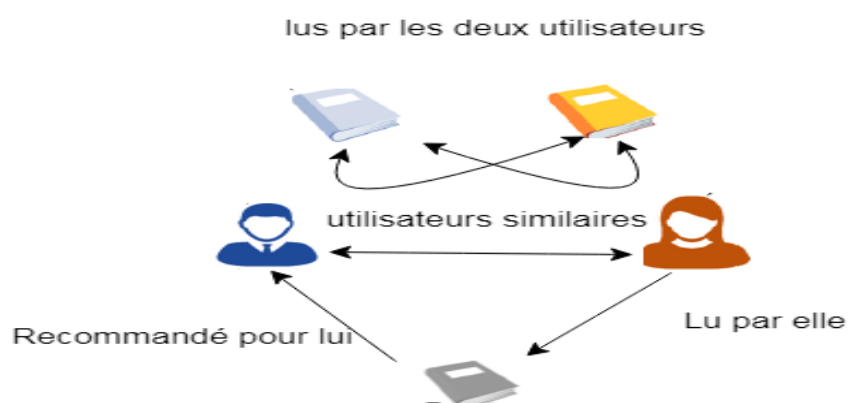 lus par les deux utilisateurs
utilisateurs similaires
Recommandé pour lui
Lu par elle